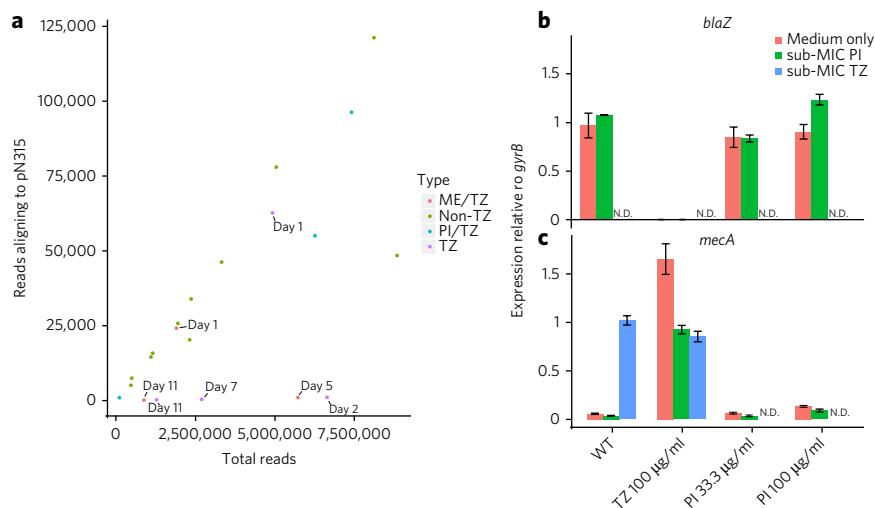 a
125,000
100,000
75,000
50,000
25,000
0
Reads aligning to pN315
0
2,500,000
5,000,000
7,500,000
Total reads
Day 1
Day 1
Day 11
Day 11
Day 7
Day 5
Day 2
Type
ME/TZ
Non-TZ
PI/TZ
TZ
b
blaZ
Medium only
sub-MIC PI
sub-MIC TZ
1.5
1
0.5
0
N.D.
N.D.
N.D.
N.D.
Expression relative ro gyrB
c
mecA
1.5
1
0.5
0
N.D.
N.D.
WT
TZ 100 µg/ml
PI 33.3 µg/ml
PI 100 µg/ml